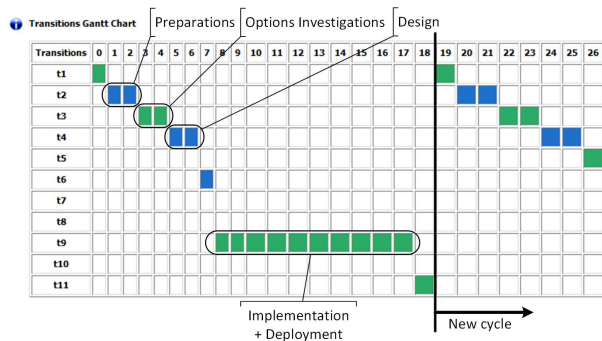 Preparations Options Investigations Design
Transitions Gantt Chart
Transitions 0 1 2 3 4 5 6 7 8 9 10 11 12 13 14 15 16 17 18 19 20 21 22 23 24 25 26
t1
t2
t3
t4
t5
t6
t7
t8
t9
t10
t11
Implementation
+ Deployment
New cycle